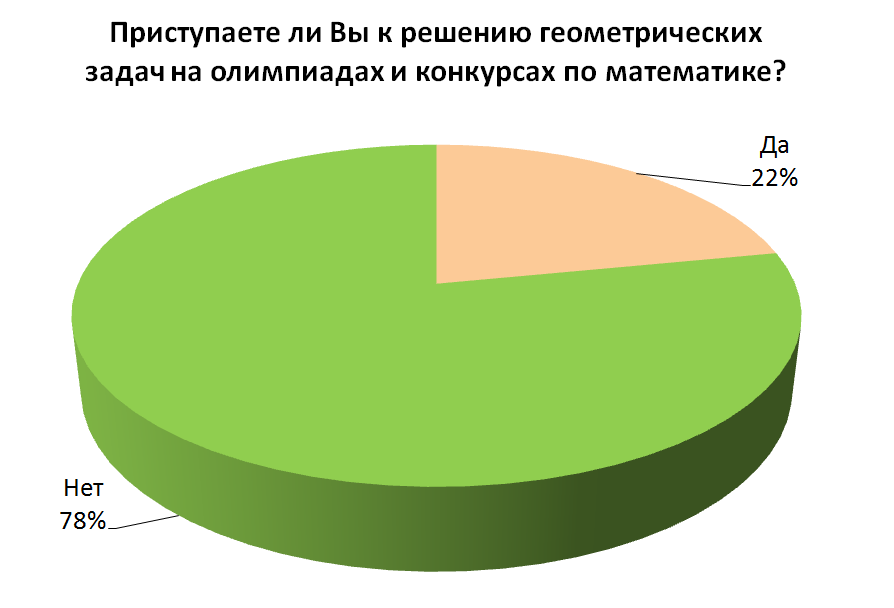 Приступаете ли Вы к решению геометрических
задач на олимпиадах и конкурсах по математике?
Да
22%
Нет
78%